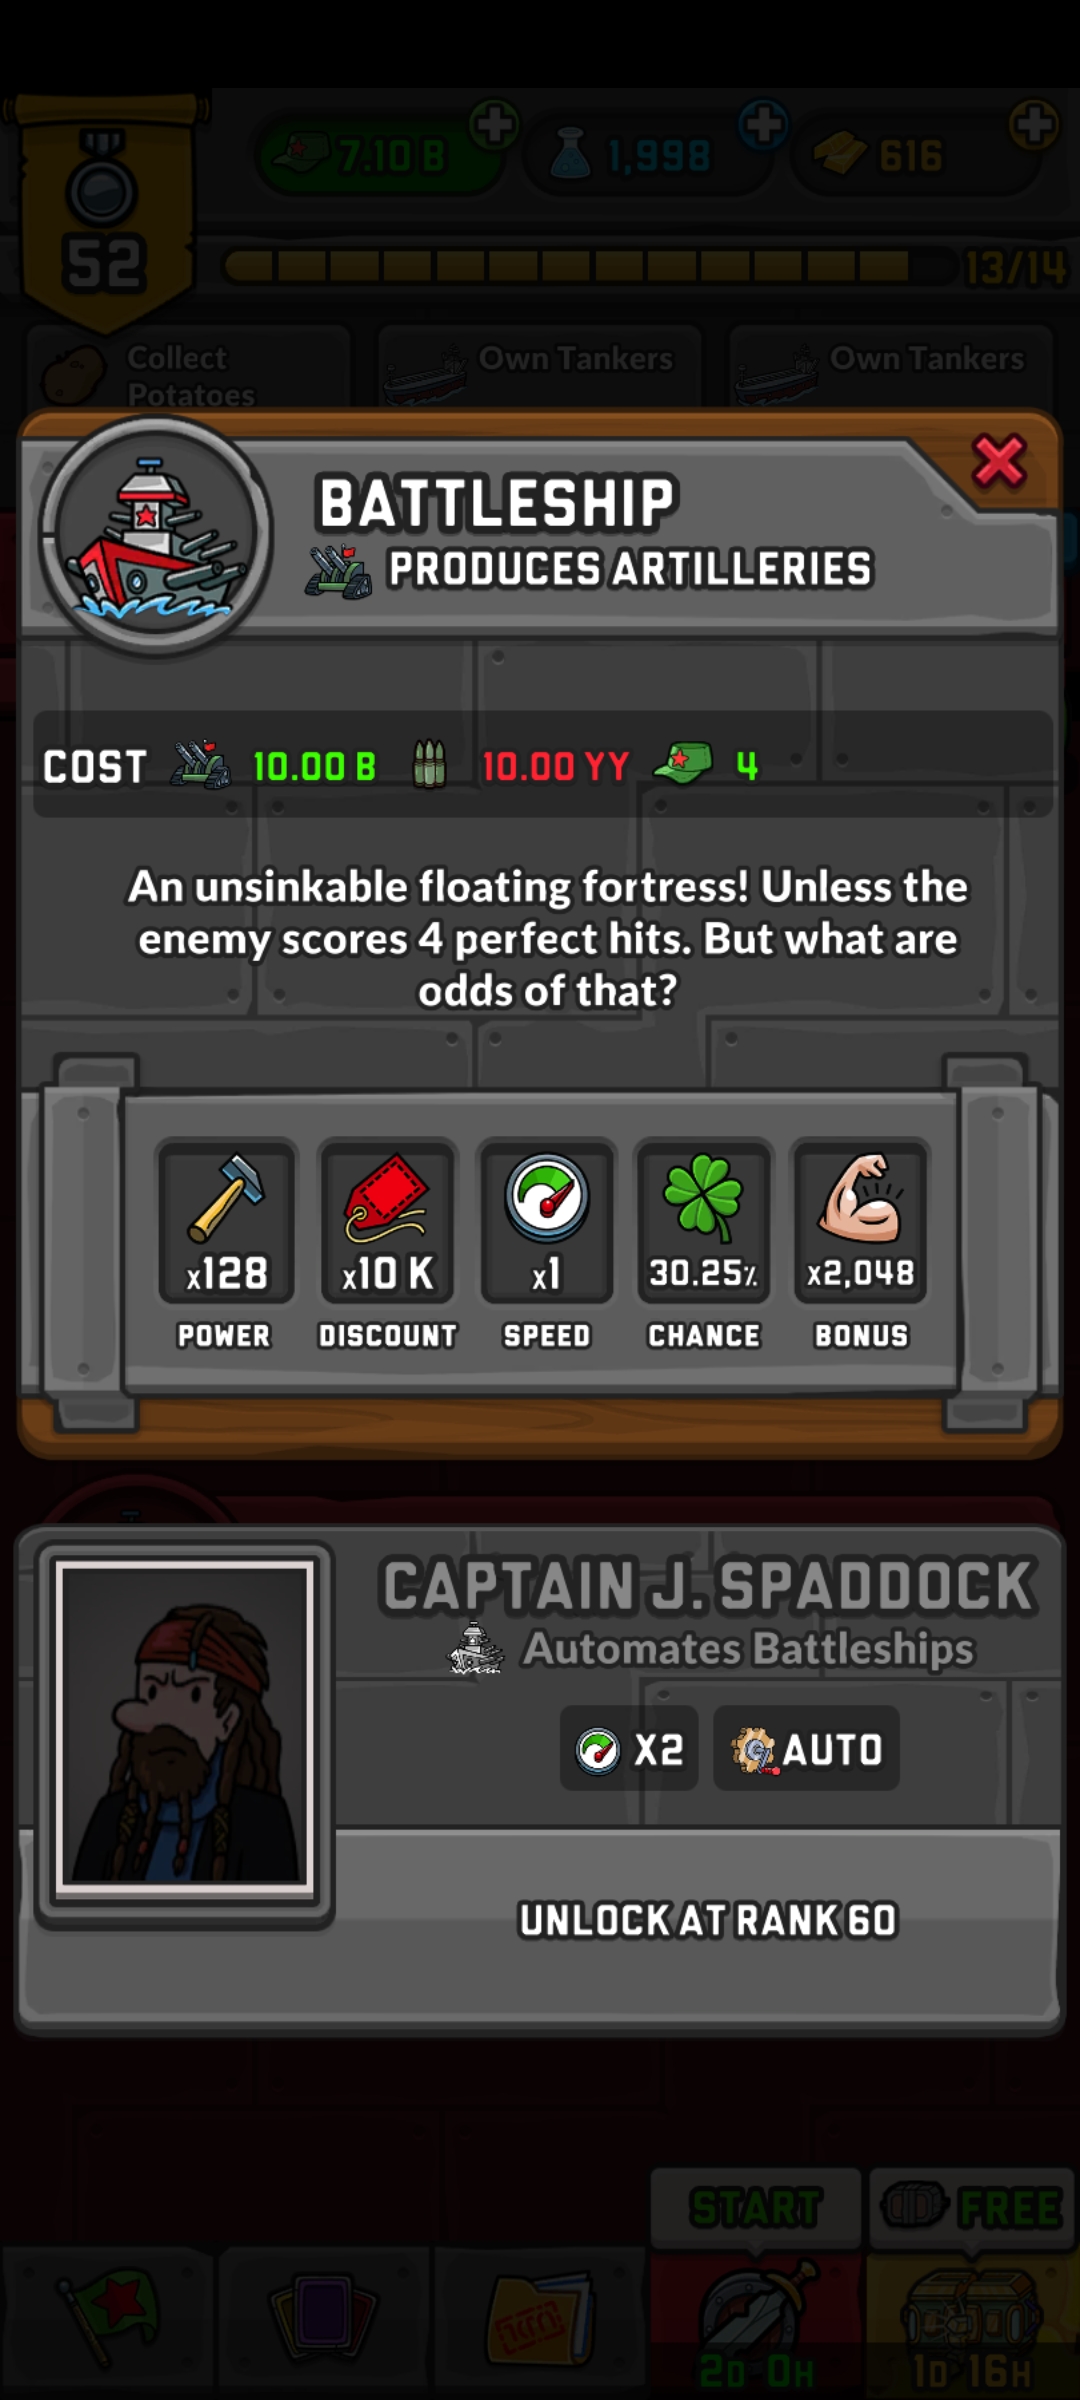 7.10 B
1,998
616
52
13/14
Collect
Potatoes
Own Tankers
Own Tankers
BATTLESHIP
PRODUCES ARTILLERIES
COST 10.00 B 10.00 YY 4
An unsinkable floating fortress! Unless the
enemy scores 4 perfect hits. But what are
odds of that?
x128 x10 K x1 30.25% x2,048
POWER DISCOUNT SPEED CHANCE BONUS
CAPTAIN J. SPADDOCK
Automates Battleships
X2 AUTO
UNLOCK AT RANK 60
START FREE
2D 0H 1D 16H